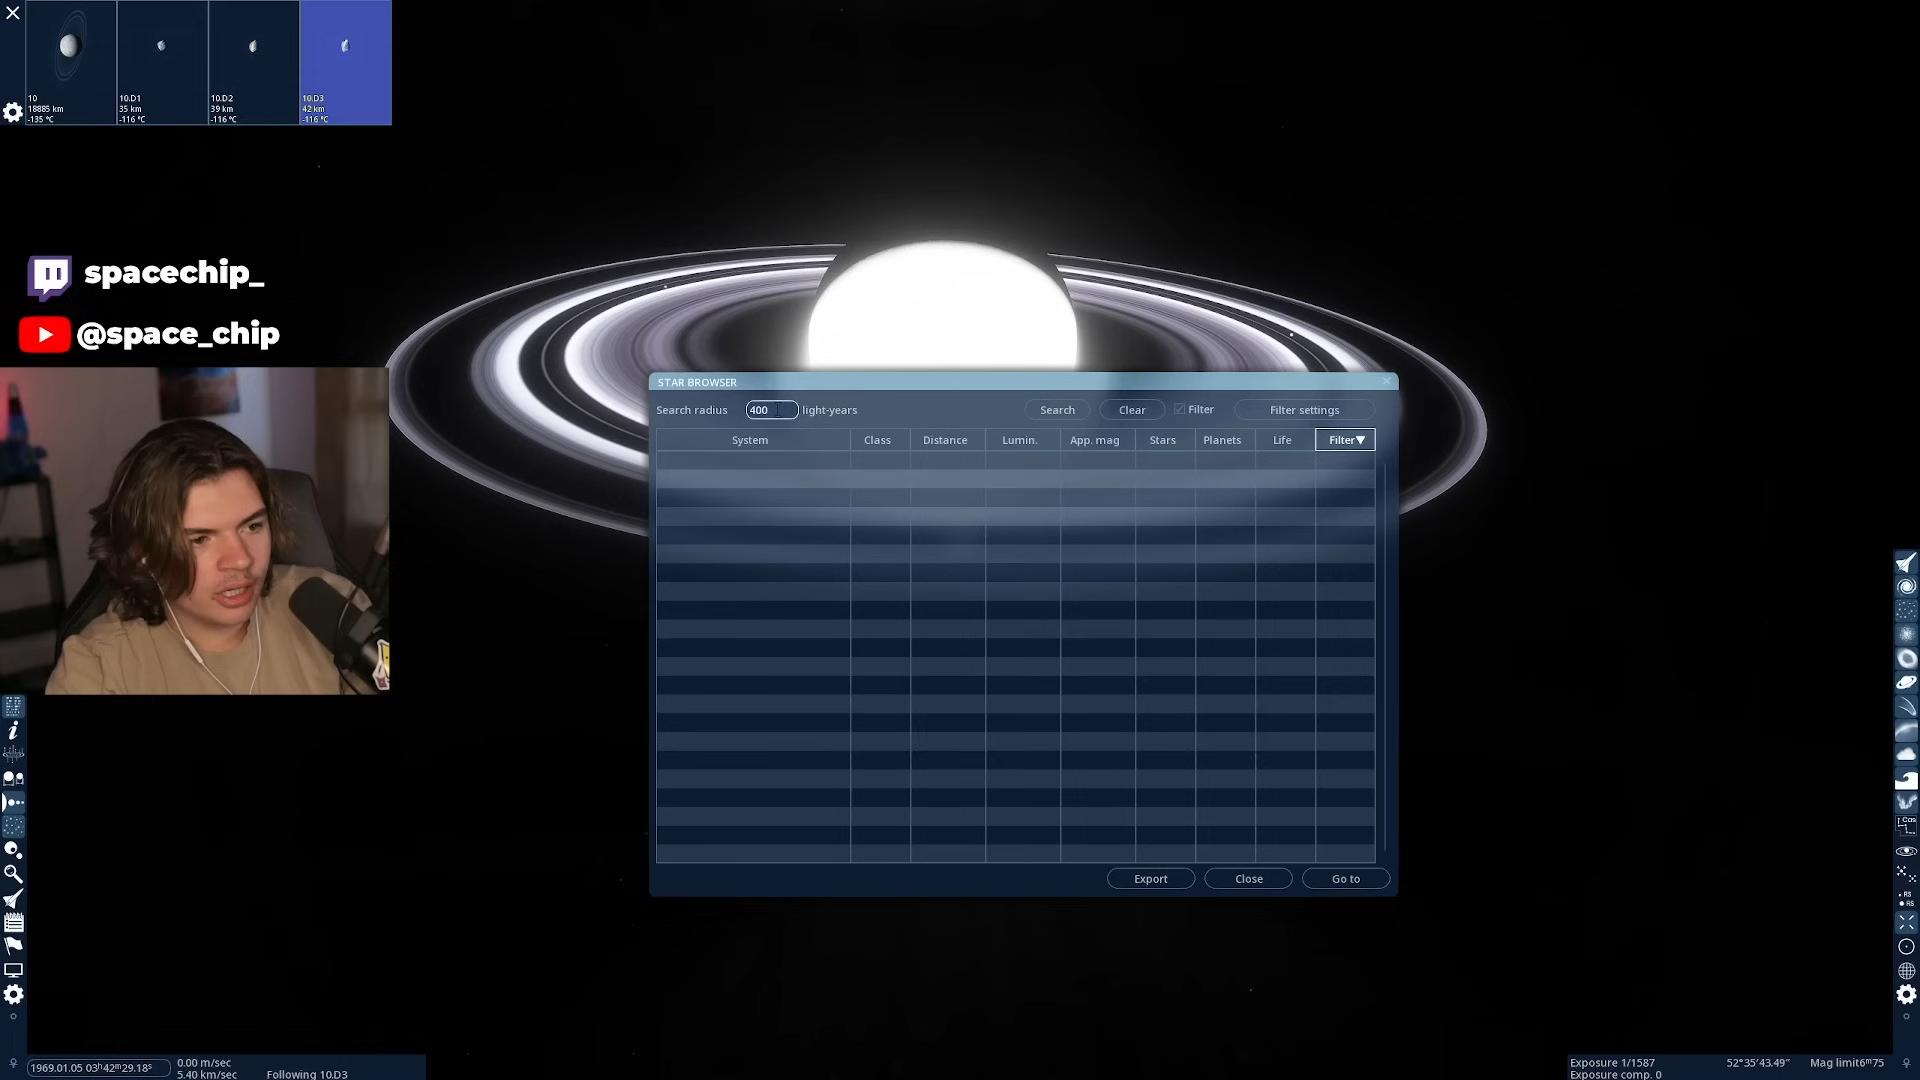 10
18885 km
-135 °C
10.D1
35 km
-116 °C
10.D2
39 km
-116 °C
10.D3
42 km
-116 °C
spacechip_
@space_chip
STAR BROWSER
Search radius 400 light-years Search Clear Filter Filter settings
System Class Distance Lumin. App. mag Stars Planets Life Filter▼
Export Close Go to
RS
RS
1969.01.05 03ʰ42ᵐ29.18ˢ
0.00 m/sec
5.40 km/sec Following 10.D3
Exposure 1/1587 52°35′43.49″ Mag limit6ᵐ75
Exposure comp. 0